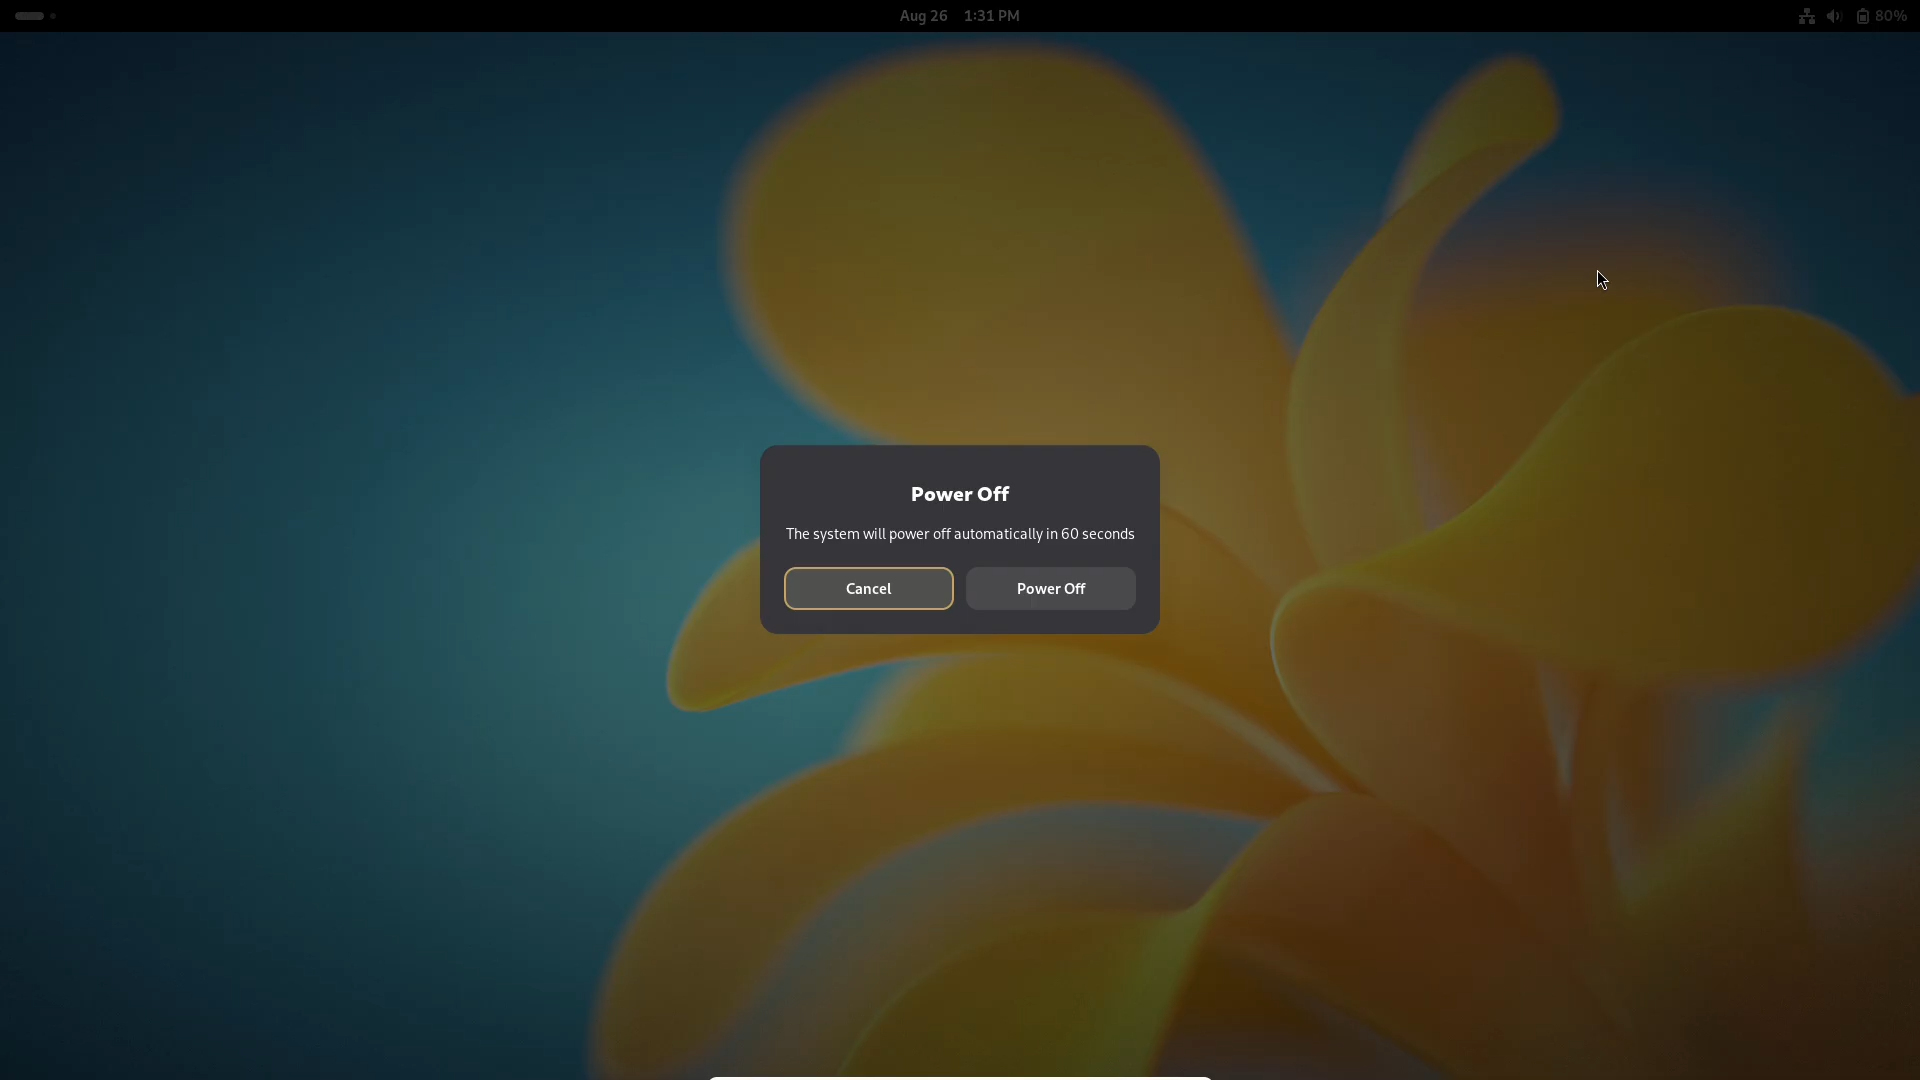 Aug 26 1:31 PM
80%
Power Off
The system will power off automatically in 60 seconds
Cancel
Power Off